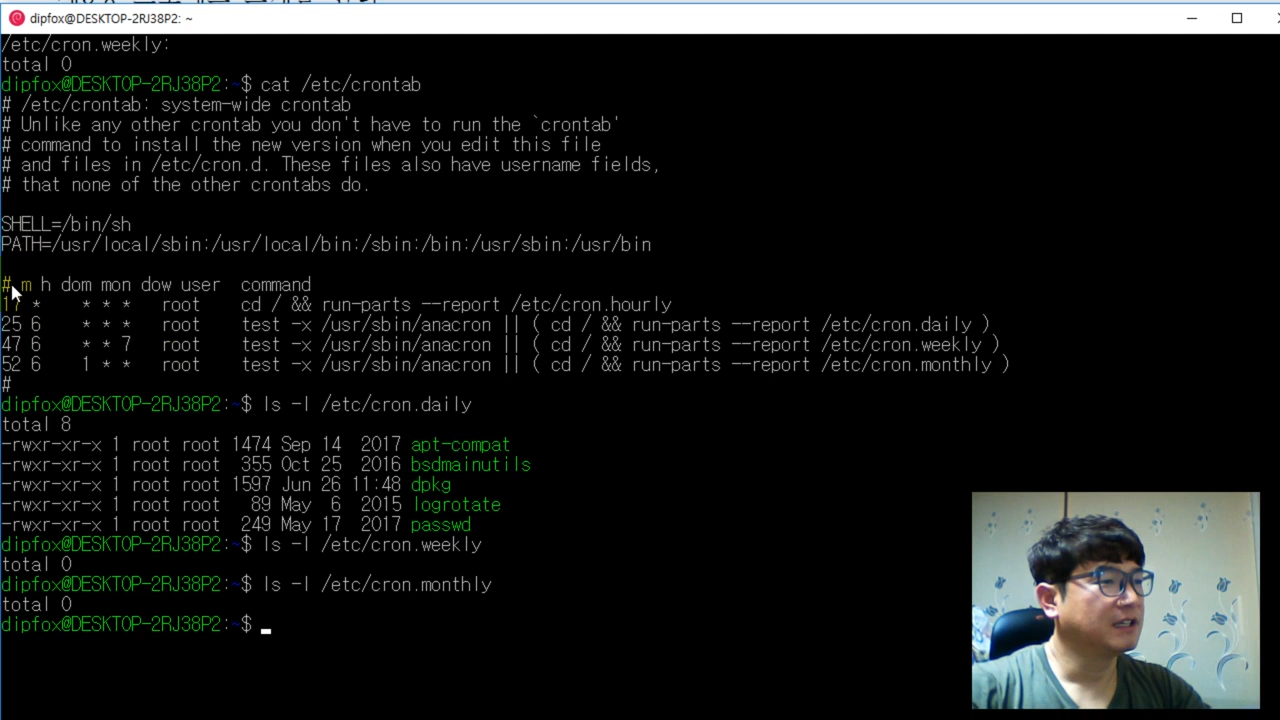 dipfox@DESKTOP-2RJ38P2: ~
/etc/cron.weekly:
total 0
dipfox@DESKTOP-2RJ38P2:~$ cat /etc/crontab
# /etc/crontab: system-wide crontab
# Unlike any other crontab you don't have to run the `crontab'
# command to install the new version when you edit this file
# and files in /etc/cron.d. These files also have username fields,
# that none of the other crontabs do.
SHELL=/bin/sh
PATH=/usr/local/sbin:/usr/local/bin:/sbin:/bin:/usr/sbin:/usr/bin
# m h dom mon dow user  command
17 *    * * *   root    cd / && run-parts --report /etc/cron.hourly
25 6    * * *   root    test -x /usr/sbin/anacron || ( cd / && run-parts --report /etc/cron.daily )
47 6    * * 7   root    test -x /usr/sbin/anacron || ( cd / && run-parts --report /etc/cron.weekly )
52 6    1 * *   root    test -x /usr/sbin/anacron || ( cd / && run-parts --report /etc/cron.monthly )
#
dipfox@DESKTOP-2RJ38P2:~$ ls -l /etc/cron.daily
total 8
-rwxr-xr-x 1 root root 1474 Sep 14  2017 apt-compat
-rwxr-xr-x 1 root root  355 Oct 25  2016 bsdmainutils
-rwxr-xr-x 1 root root 1597 Jun 26 11:48 dpkg
-rwxr-xr-x 1 root root   89 May  6  2015 logrotate
-rwxr-xr-x 1 root root  249 May 17  2017 passwd
dipfox@DESKTOP-2RJ38P2:~$ ls -l /etc/cron.weekly
total 0
dipfox@DESKTOP-2RJ38P2:~$ ls -l /etc/cron.monthly
total 0
dipfox@DESKTOP-2RJ38P2:~$